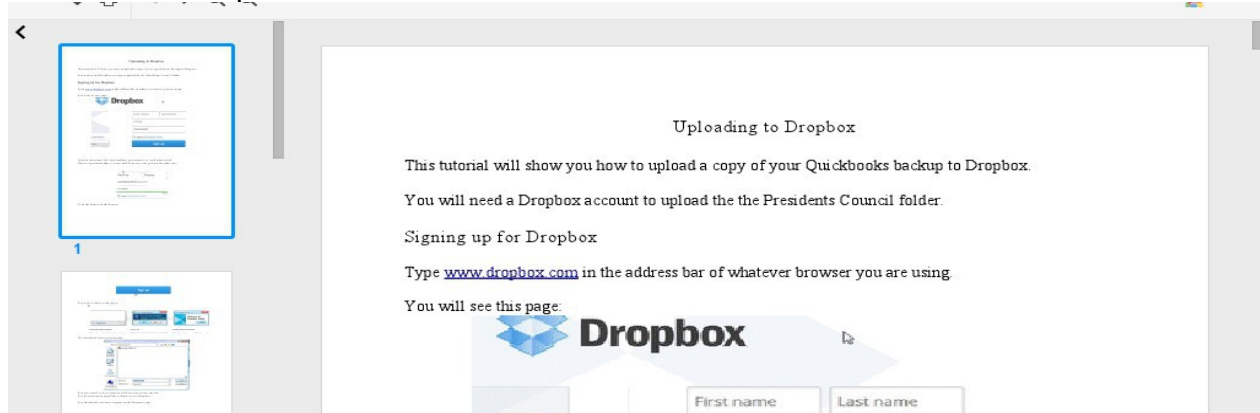 1
Uploading to Dropbox
This tutorial will show you how to upload a copy of your Quickbooks backup to Dropbox.
You will need a Dropbox account to upload the the Presidents Council folder.
Signing up for Dropbox
Type www.dropbox.com in the address bar of whatever browser you are using.
You will see this page:
Dropbox
First name Last name